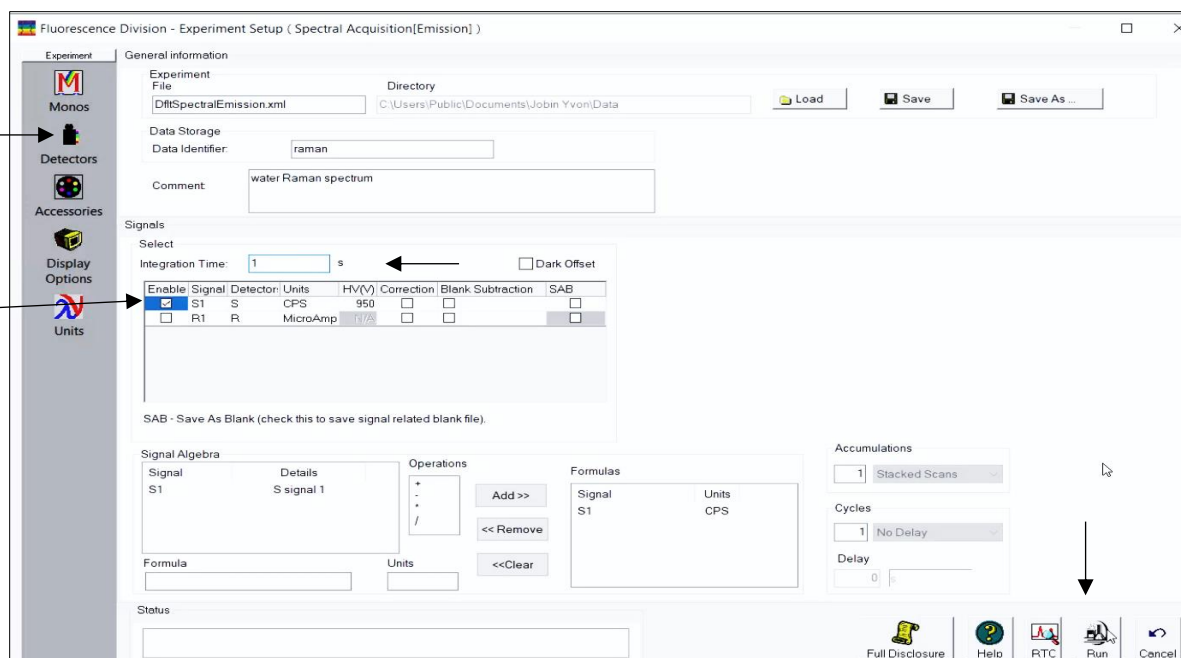 Fluorescence Division - Experiment Setup ( Spectral Acquisition[Emission] )
Experiment
Monos
Detectors
Accessories
Display
Options
Units
General information
Experiment
File
Directory
DfltSpectralEmission.xml
C:\Users\Public\Documents\Jobin Yvon\Data
Load
Save
Save As ...
Data Storage
Data Identifier:
raman
Comment:
water Raman spectrum
Signals
Select
Integration Time:
1
s
Dark Offset
Enable Signal Detector: Units HV(V) Correction Blank Subtraction SAB
S1 S CPS 950
R1 R MicroAmp N/A
SAB - Save As Blank (check this to save signal related blank file).
Signal Algebra
Signal Details
S1 S signal 1
Operations
+
-
*
/
Add >>
<< Remove
<<Clear
Formulas
Signal Units
S1 CPS
Formula
Units
Accumulations
1 Stacked Scans
Cycles
1 No Delay
Delay
0 s
Status
Full Disclosure
Help
RTC
Run
Cancel